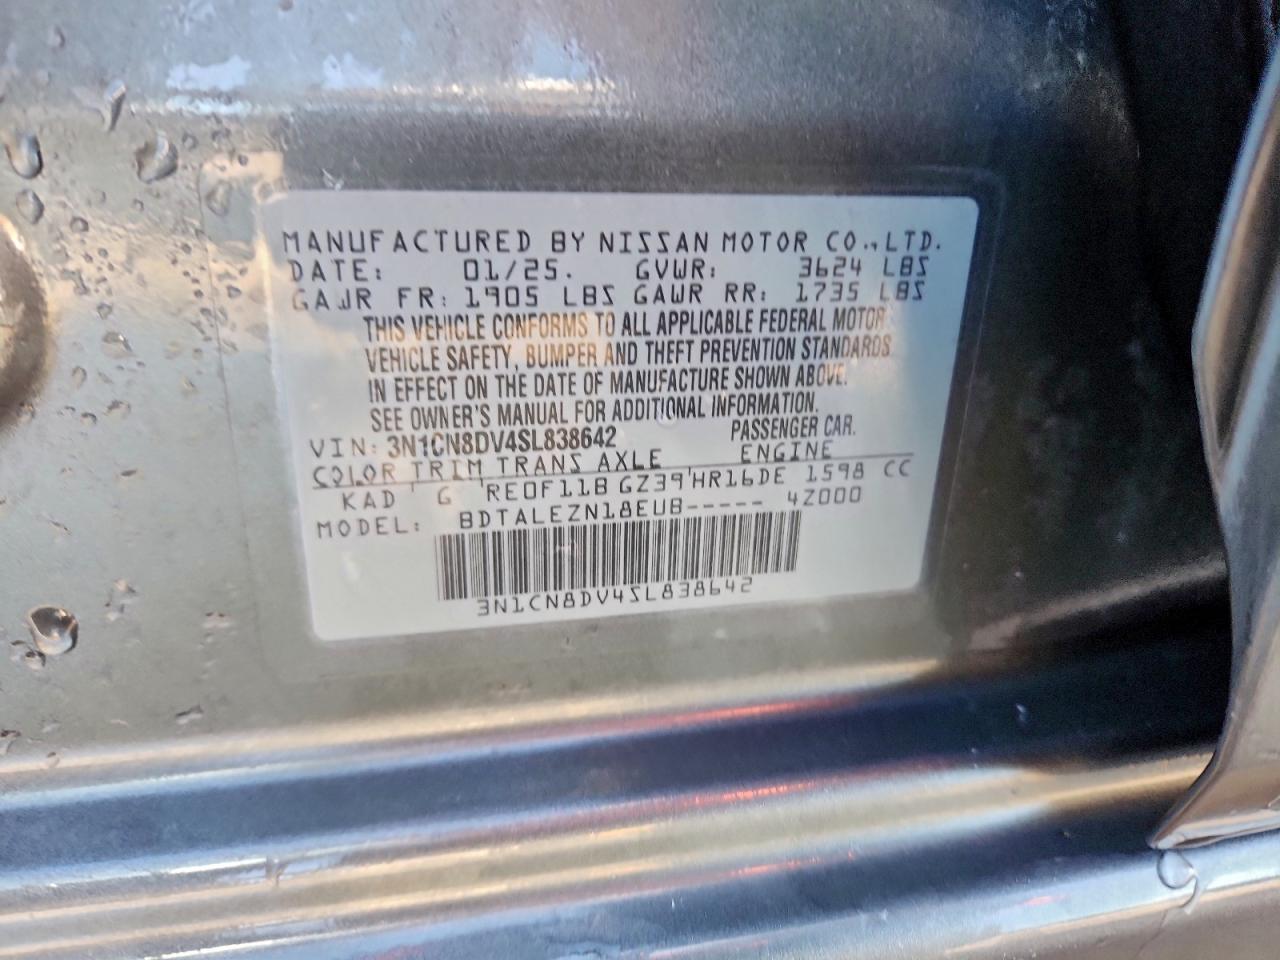 MANUFACTURED BY NISSAN MOTOR CO., LTD.
DATE: 01/25. GVWR: 3624 LBS
GAWR FR: 1905 LBS GAWR RR: 1735 LBS
THIS VEHICLE CONFORMS TO ALL APPLICABLE FEDERAL MOTOR
VEHICLE SAFETY, BUMPER AND THEFT PREVENTION STANDARDS
IN EFFECT ON THE DATE OF MANUFACTURE SHOWN ABOVE.
SEE OWNER'S MANUAL FOR ADDITIONAL INFORMATION.
VIN: 3N1CN8DV4SL838642 PASSENGER CAR.
COLOR TRIM TRANS AXLE ENGINE
KAD G RE0F11B GZ39 HR16DE 1598 CC
MODEL: BDTALEZN18EUB----- 4Z000
3N1CN8DV4SL838642